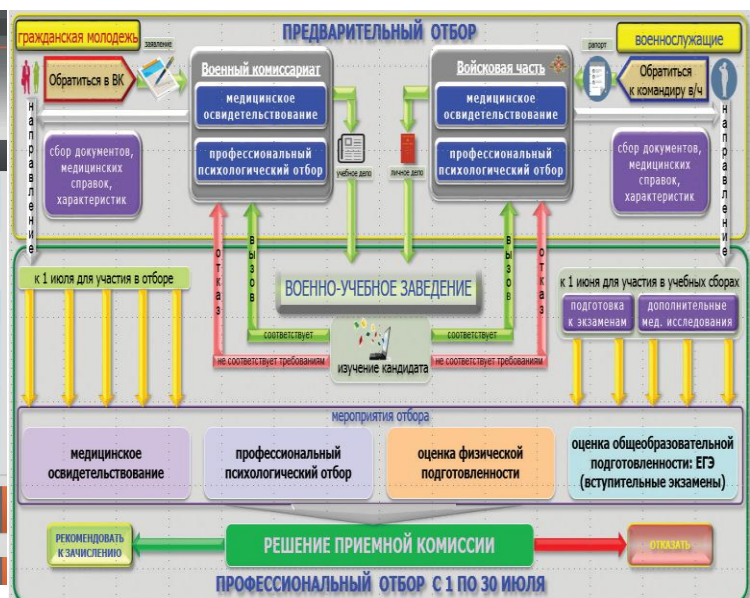 ПРЕДВАРИТЕЛЬНЫЙ ОТБОР
гражданская молодежь
заявление
Обратиться в ВК
Военный комиссариат
медицинское
освидетельствование
профессиональный
психологический отбор
сбор документов,
медицинских
справок,
характеристик
направление
учебное дело
личное дело
Войсковая часть
медицинское
освидетельствование
профессиональный
психологический отбор
рапорт
военнослужащие
Обратиться
к командиру в/ч
сбор документов,
медицинских
справок,
характеристик
направление
отказ
вызов
вызов
отказ
к 1 июля для участия в отборе
ВОЕННО-УЧЕБНОЕ ЗАВЕДЕНИЕ
к 1 июня для участия в учебных сборах
подготовка
к экзаменам
дополнительные
мед. исследования
соответствует
соответствует
не соответствует требованиям
не соответствует требованиям
изучение кандидата
мероприятия отбора
медицинское
освидетельствование
профессиональный
психологический отбор
оценка физической
подготовленности
оценка общеобразовательной
подготовленности: ЕГЭ
(вступительные экзамены)
РЕКОМЕНДОВАТЬ
К ЗАЧИСЛЕНИЮ
РЕШЕНИЕ ПРИЕМНОЙ КОМИССИИ
ОТКАЗАТЬ
ПРОФЕССИОНАЛЬНЫЙ ОТБОР С 1 ПО 30 ИЮЛЯ